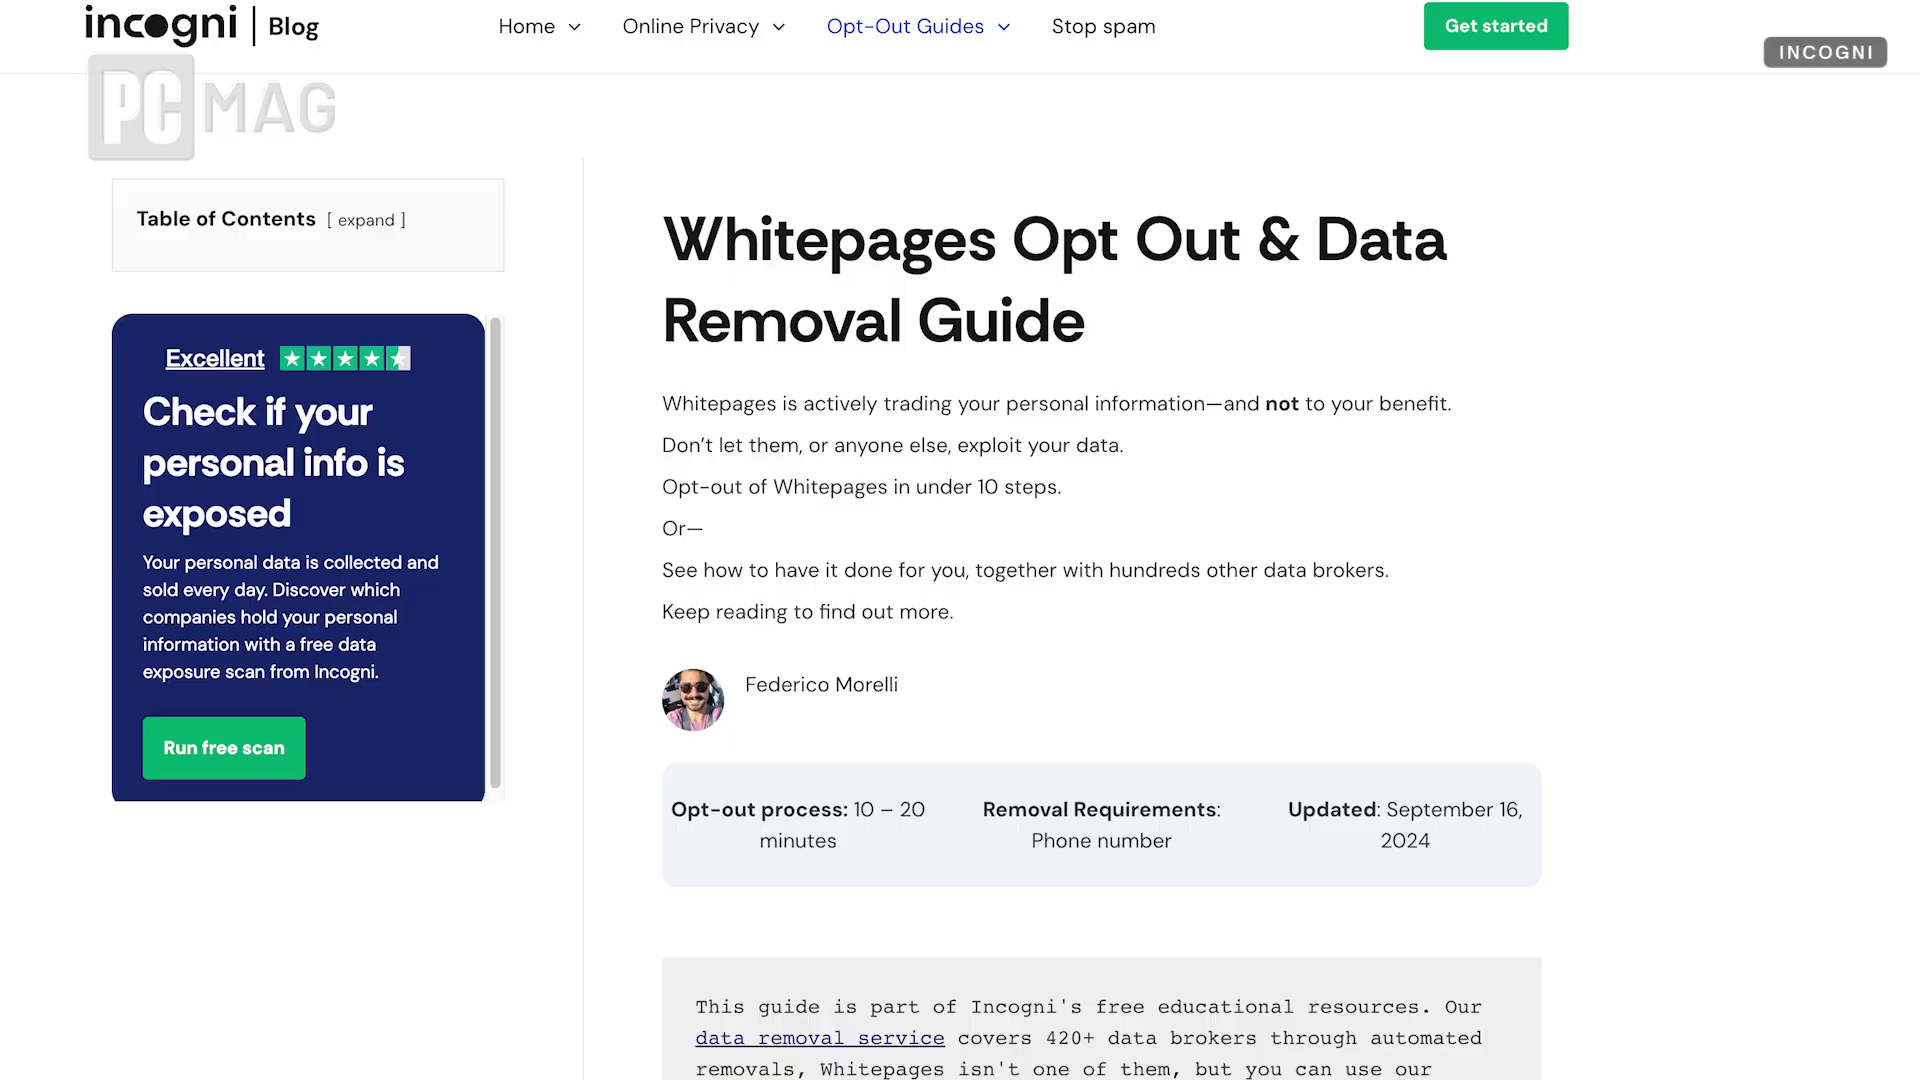 incogni | Blog
Home
Online Privacy
Opt-Out Guides
Stop spam
Get started
INCOGNI
PC MAG
Table of Contents [ expand ]
Excellent
Check if your
personal info is
exposed
Your personal data is collected and
sold every day. Discover which
companies hold your personal
information with a free data
exposure scan from Incogni.
Run free scan
Whitepages Opt Out & Data
Removal Guide
Whitepages is actively trading your personal information—and not to your benefit.
Don’t let them, or anyone else, exploit your data.
Opt-out of Whitepages in under 10 steps.
Or—
See how to have it done for you, together with hundreds other data brokers.
Keep reading to find out more.
Federico Morelli
Opt-out process: 10 – 20
minutes
Removal Requirements:
Phone number
Updated: September 16,
2024
This guide is part of Incogni's free educational resources. Our
data removal service covers 420+ data brokers through automated
removals, Whitepages isn't one of them, but you can use our